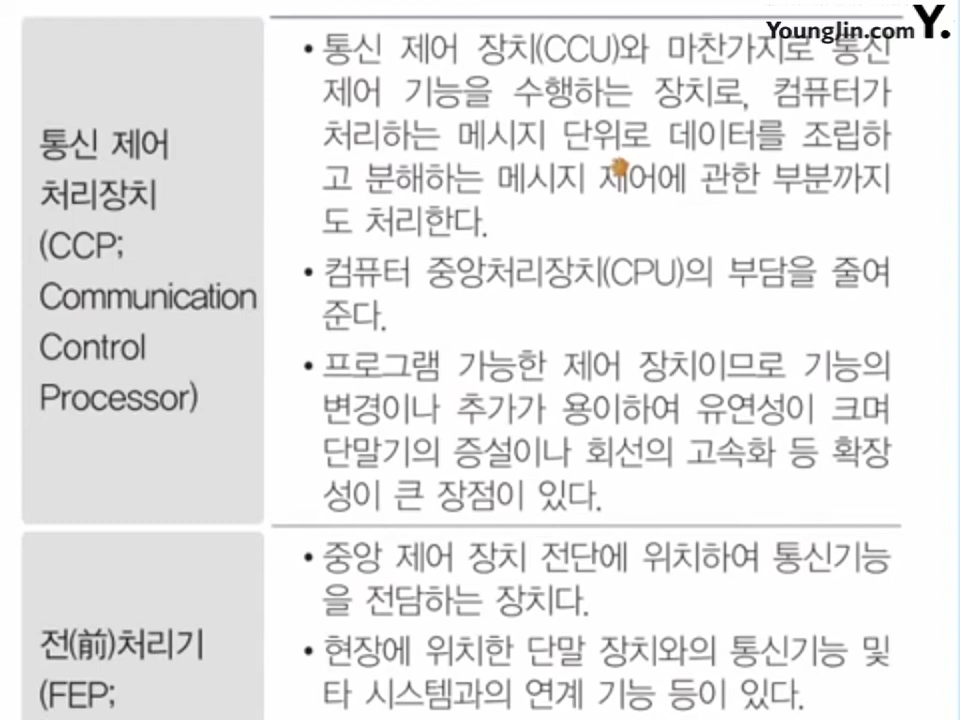 Younglin.com Y.
통신 제어
처리장치
(CCP;
Communication
Control
Processor)
• 통신 제어 장치(CCU)와 마찬가지로 통신
제어 기능을 수행하는 장치로, 컴퓨터가
처리하는 메시지 단위로 데이터를 조립하
고 분해하는 메시지 제어에 관한 부분까지
도 처리한다.
• 컴퓨터 중앙처리장치(CPU)의 부담을 줄여
준다.
• 프로그램 가능한 제어 장치이므로 기능의
변경이나 추가가 용이하여 유연성이 크며
단말기의 증설이나 회선의 고속화 등 확장
성이 큰 장점이 있다.
전(前)처리기
(FEP;
• 중앙 제어 장치 전단에 위치하여 통신기능
을 전담하는 장치다.
• 현장에 위치한 단말 장치와의 통신기능 및
타 시스템과의 연계 기능 등이 있다.